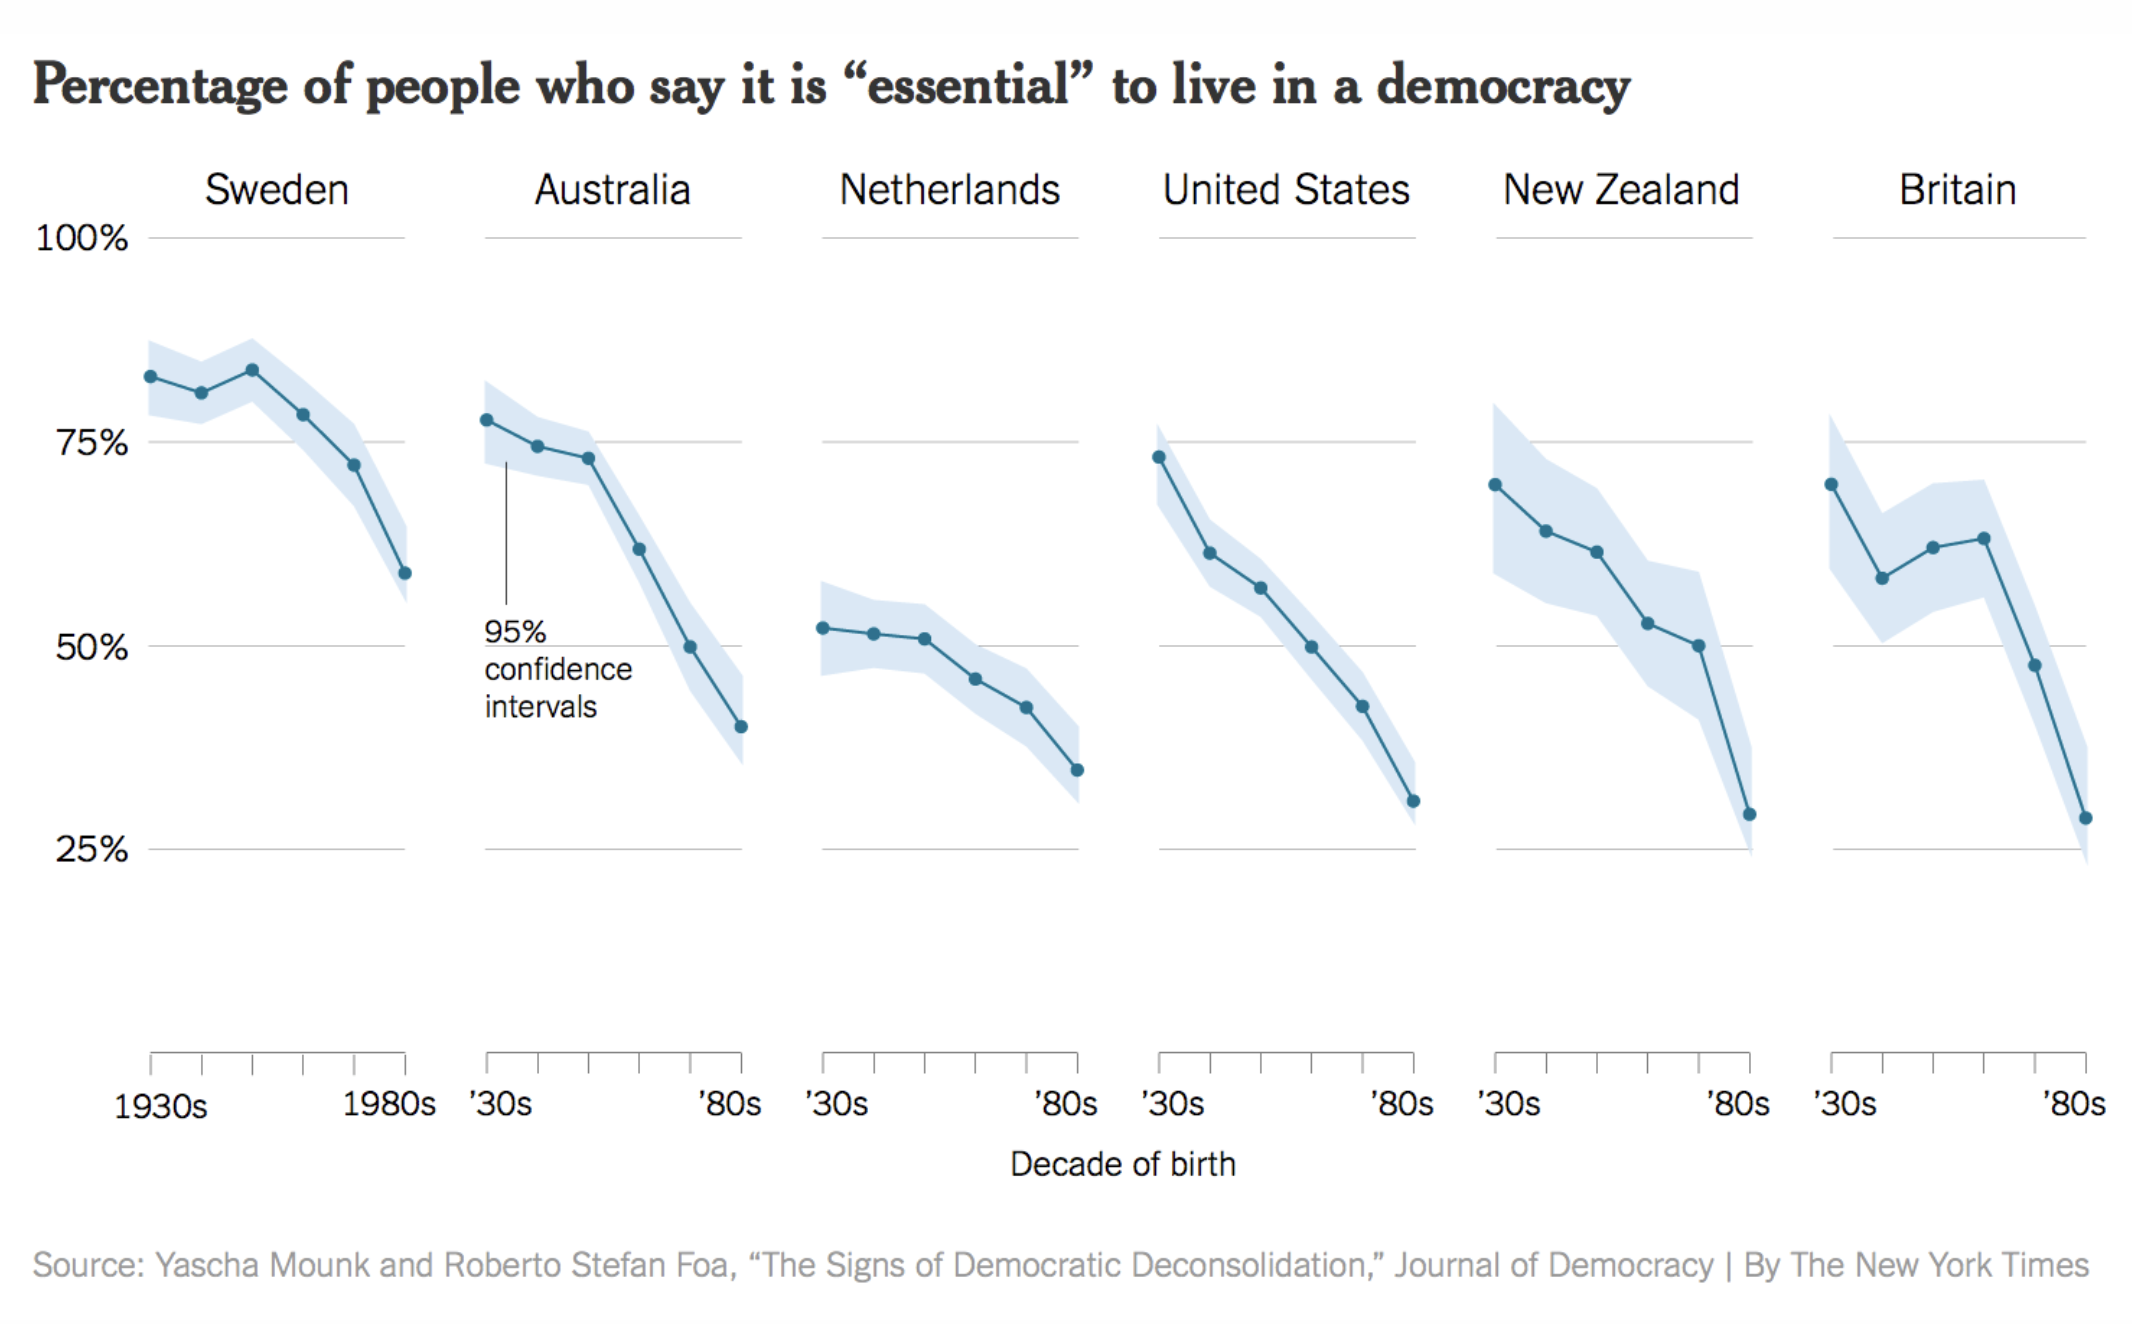 Percentage of people who say it is “essential” to live in a democracy
Sweden
Australia
Netherlands
United States
New Zealand
Britain
100%
75%
50%
25%
95%
confidence
intervals
1930s
1980s
’30s
’80s
’30s
’80s
’30s
’80s
’30s
’80s
’30s
’80s
Decade of birth
Source: Yascha Mounk and Roberto Stefan Foa, “The Signs of Democratic Deconsolidation,” Journal of Democracy | By The New York Times